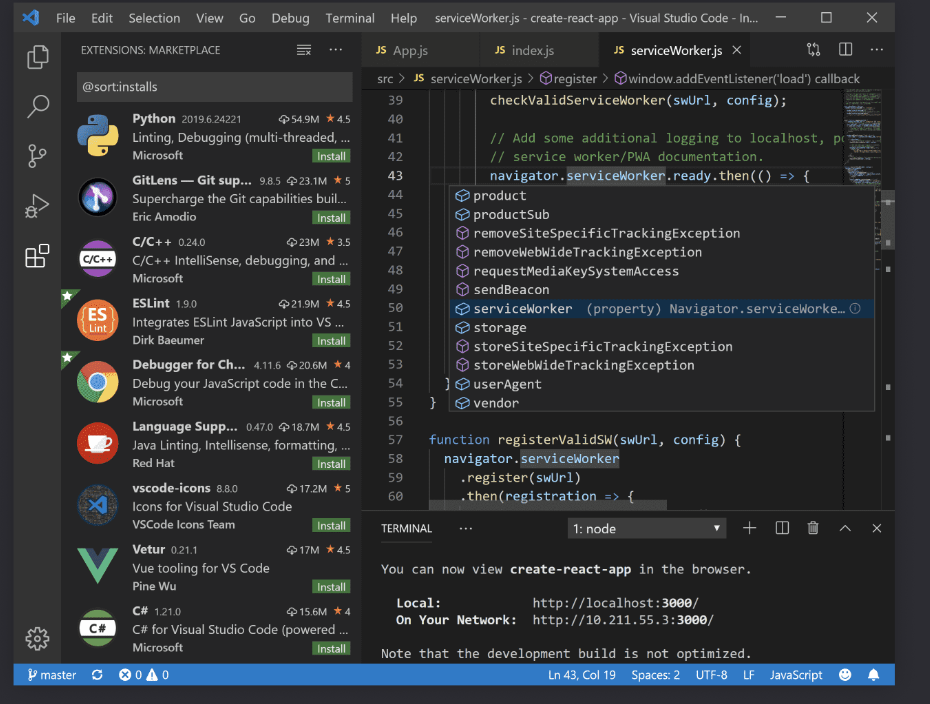 File Edit Selection View Go Debug Terminal Help serviceWorker.js - create-react-app - Visual Studio Code - In...
EXTENSIONS: MARKETPLACE
@sort:installs
Python 2019.6.24221 54.9M ★ 4.5
Linting, Debugging (multi-threaded, ...
Microsoft Install
GitLens — Git sup... 9.8.5 23.1M ★ 5
Supercharge the Git capabilities buil...
Eric Amodio Install
C/C++ 0.24.0 23M ★ 3.5
C/C++
C/C++ IntelliSense, debugging, and ...
Microsoft Install
ESLint 1.9.0 21.9M ★ 4.5
{ES}
Lint
Integrates ESLint JavaScript into VS ...
Dirk Baeumer Install
Debugger for Ch... 4.11.6 20.6M ★ 4
Debug your JavaScript code in the C...
Microsoft Install
Language Supp... 0.47.0 18.7M ★ 4.5
Java Linting, Intellisense, formatting, ...
Red Hat Install
vscode-icons 8.8.0 17.2M ★ 5
Icons for Visual Studio Code
VSCode Icons Team Install
Vetur 0.21.1 17M ★ 4.5
Vue tooling for VS Code
Pine Wu Install
C# 1.21.0 15.6M ★ 4
C#
C# for Visual Studio Code (powered ...
Microsoft Install
JS App.js JS index.js JS serviceWorker.js
src > JS serviceWorker.js > register > window.addEventListener('load') callback
39 checkValidServiceWorker(swUrl, config);
40
41 // Add some additional logging to localhost, po
42 // service worker/PWA documentation.
43 navigator.serviceWorker.ready.then(() => {
44 product
45 productSub
46 removeSiteSpecificTrackingException
47 removeWebWideTrackingException
48 requestMediaKeySystemAccess
49 sendBeacon
50 serviceWorker (property) Navigator.serviceWorke...
51 storage
52 storeSiteSpecificTrackingException
53 storeWebWideTrackingException
54 } userAgent
55 } vendor
56
57 function registerValidSW(swUrl, config) {
58 navigator.serviceWorker
59 .register(swUrl)
60 .then(registration => {
TERMINAL ... 1: node
You can now view create-react-app in the browser.
Local: http://localhost:3000/
On Your Network: http://10.211.55.3:3000/
Note that the development build is not optimized.
master 0 0 Ln 43, Col 19 Spaces: 2 UTF-8 LF JavaScript